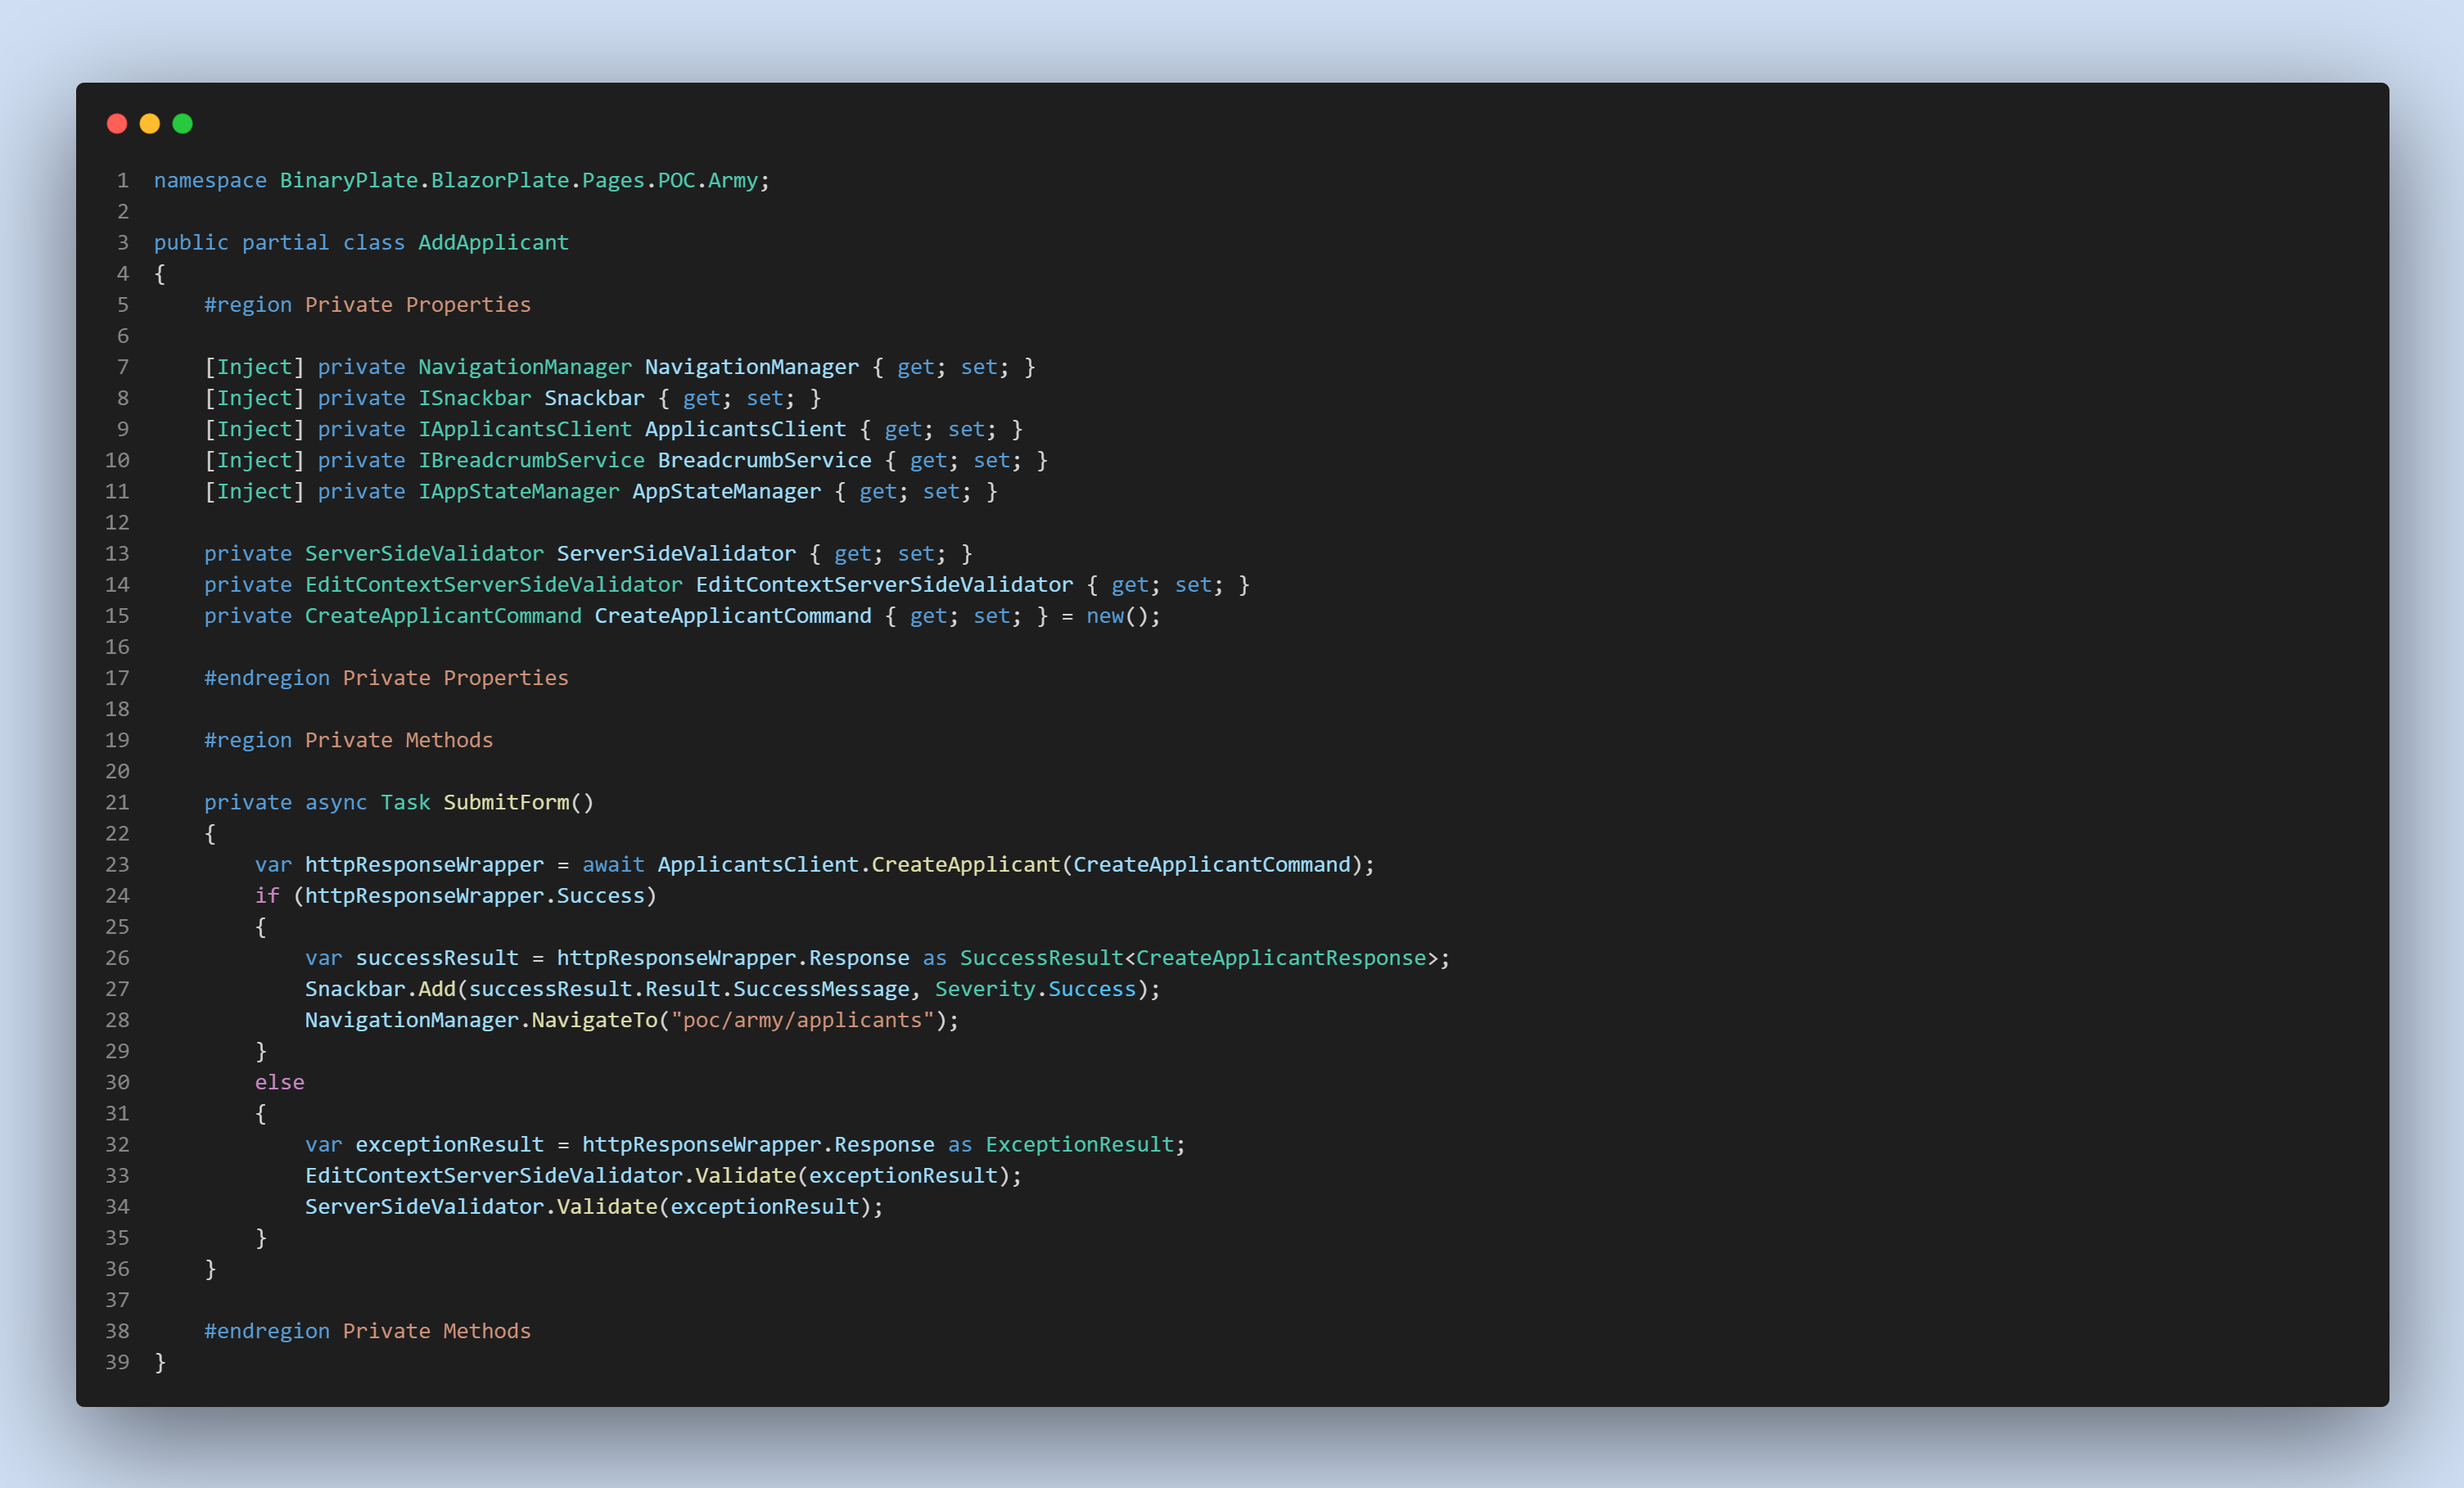 1 namespace BinaryPlate.BlazorPlate.Pages.POC.Army;
2
3 public partial class AddApplicant
4 {
5     #region Private Properties
6
7     [Inject] private NavigationManager NavigationManager { get; set; }
8     [Inject] private ISnackbar Snackbar { get; set; }
9     [Inject] private IApplicantsClient ApplicantsClient { get; set; }
10     [Inject] private IBreadcrumbService BreadcrumbService { get; set; }
11     [Inject] private IAppStateManager AppStateManager { get; set; }
12
13     private ServerSideValidator ServerSideValidator { get; set; }
14     private EditContextServerSideValidator EditContextServerSideValidator { get; set; }
15     private CreateApplicantCommand CreateApplicantCommand { get; set; } = new();
16
17     #endregion Private Properties
18
19     #region Private Methods
20
21     private async Task SubmitForm()
22     {
23         var httpResponseWrapper = await ApplicantsClient.CreateApplicant(CreateApplicantCommand);
24         if (httpResponseWrapper.Success)
25         {
26             var successResult = httpResponseWrapper.Response as SuccessResult<CreateApplicantResponse>;
27             Snackbar.Add(successResult.Result.SuccessMessage, Severity.Success);
28             NavigationManager.NavigateTo("poc/army/applicants");
29         }
30         else
31         {
32             var exceptionResult = httpResponseWrapper.Response as ExceptionResult;
33             EditContextServerSideValidator.Validate(exceptionResult);
34             ServerSideValidator.Validate(exceptionResult);
35         }
36     }
37
38     #endregion Private Methods
39 }